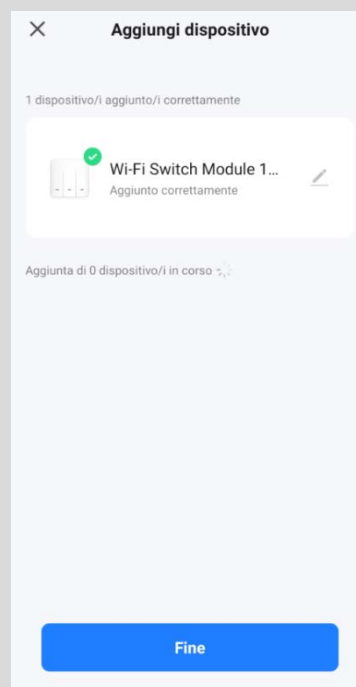 Aggiungi dispositivo
1 dispositivo/i aggiunto/i correttamente
Wi-Fi Switch Module 1...
Aggiunto correttamente
Aggiunta di 0 dispositivo/i in corso
Fine